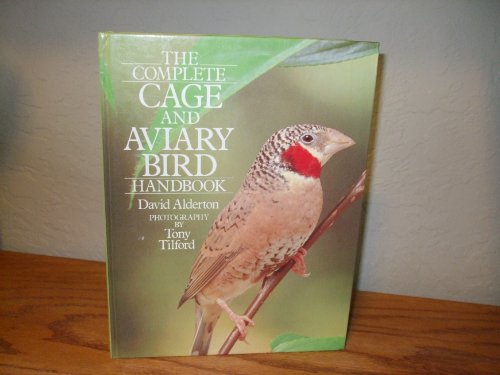 THE
COMPLETE
CAGE
AND
AVIARY
BIRD
HANDBOOK
David Alderton
PHOTOGRAPHY
BY
Tony
Tilford